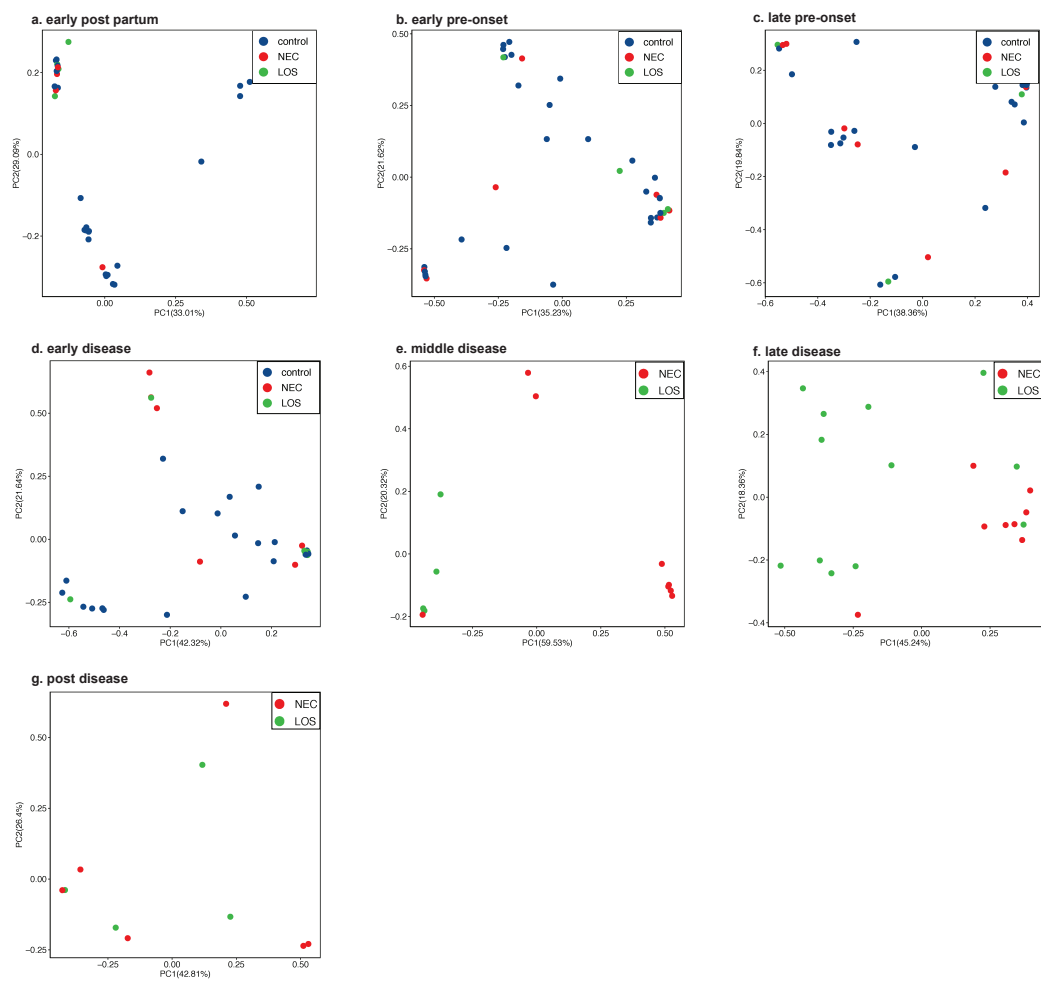 a. early post partum
control
NEC
LOS
0.2
0.0
−0.2
PC2(29.09%)
0.00
0.25
0.50
PC1(33.01%)
b. early pre-onset
control
NEC
LOS
0.50
0.25
0.00
−0.25
PC2(21.62%)
−0.50
−0.25
0.00
0.25
PC1(35.23%)
c. late pre-onset
control
NEC
LOS
0.2
0.0
−0.2
−0.4
−0.6
PC2(19.84%)
−0.6
−0.4
−0.2
0.0
0.2
0.4
PC1(38.36%)
d. early disease
control
NEC
LOS
0.50
0.25
0.00
−0.25
PC2(21.64%)
−0.6
−0.4
−0.2
0.0
0.2
PC1(42.32%)
e. middle disease
NEC
LOS
0.6
0.4
0.2
0.0
−0.2
PC2(20.32%)
−0.25
0.00
0.25
0.50
PC1(59.53%)
f. late disease
NEC
LOS
0.4
0.2
0.0
−0.2
−0.4
PC2(18.36%)
−0.50
−0.25
0.00
0.25
PC1(45.24%)
g. post disease
NEC
LOS
0.50
0.25
0.00
−0.25
PC2(26.4%)
−0.25
0.00
0.25
0.50
PC1(42.81%)